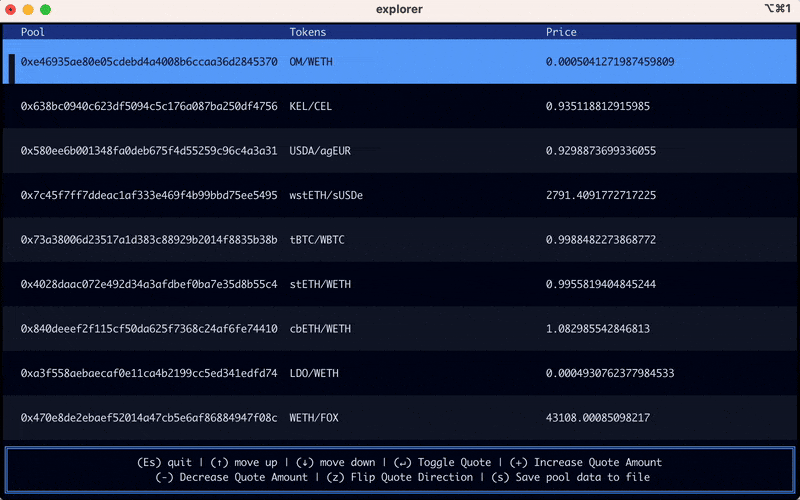 explorer
⌥⌘1
Pool Tokens Price
0xe46935ae80e05cdebd4a4008b6ccaa36d2845370 OM/WETH 0.0005041271987459809
0x638bc0940c623df5094c5c176a087ba250df4756 KEL/CEL 0.935118812915985
0x580ee6b001348fa0deb675f4d55259c96c4a3a31 USDA/agEUR 0.9298873699336055
0x7c45f7ff7ddeac1af333e469f4b99bbd75ee5495 wstETH/sUSDe 2791.4091772717225
0x73a38006d23517a1d383c88929b2014f8835b38b tBTC/WBTC 0.9988482273868772
0x4028daac072e492d34a3afdbef0ba7e35d8b55c4 stETH/WETH 0.9955819404845244
0x840deeef2f115cf50da625f7368c24af6fe74410 cbETH/WETH 1.082985542846813
0xa3f558aebaecaf0e11ca4b2199cc5ed341edfd74 LDO/WETH 0.0004930762377984533
0x470e8de2ebaef52014a47cb5e6af86884947f08c WETH/FOX 43108.00085098217
(Es) quit | (↑) move up | (↓) move down | (↵) Toggle Quote | (+) Increase Quote Amount
(-) Decrease Quote Amount | (z) Flip Quote Direction | (s) Save pool data to file